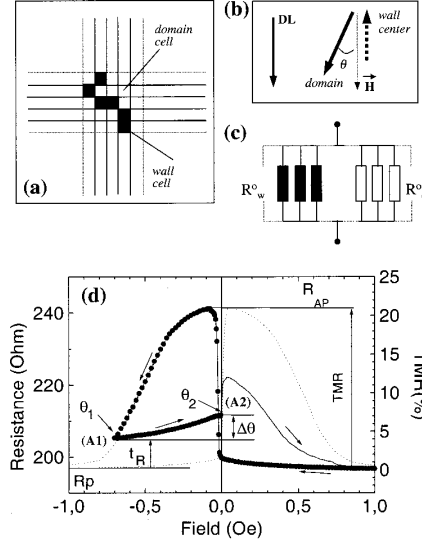 (a)
domain
cell
wall
cell
(b)
DL
wall
center
θ
domain
H
(c)
R°w
R°
(d)
Resistance (Ohm)
240
220
200
RAP
TMR
θ2
(A2)
θ1
(A1)
Δθ
tR
Rp
25
20
15
10
5
0
TMR(%)
-1,0
-0,5
0,0
0,5
1,0
Field (Oe)